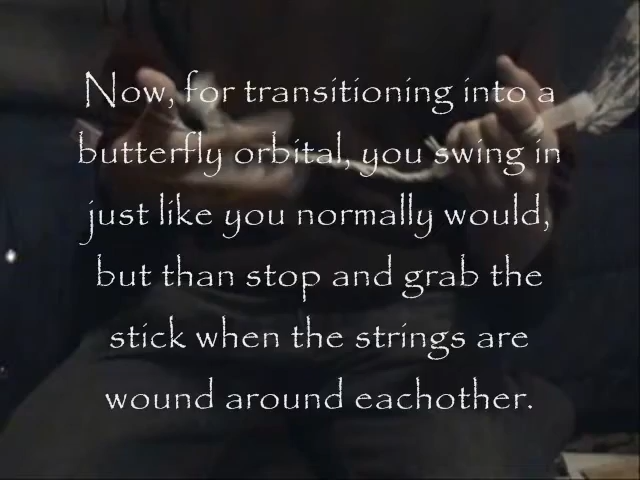 Now, for transitioning into a
butterfly orbital, you swing in
just like you normally would,
but than stop and grab the
stick when the strings are
wound around eachother.